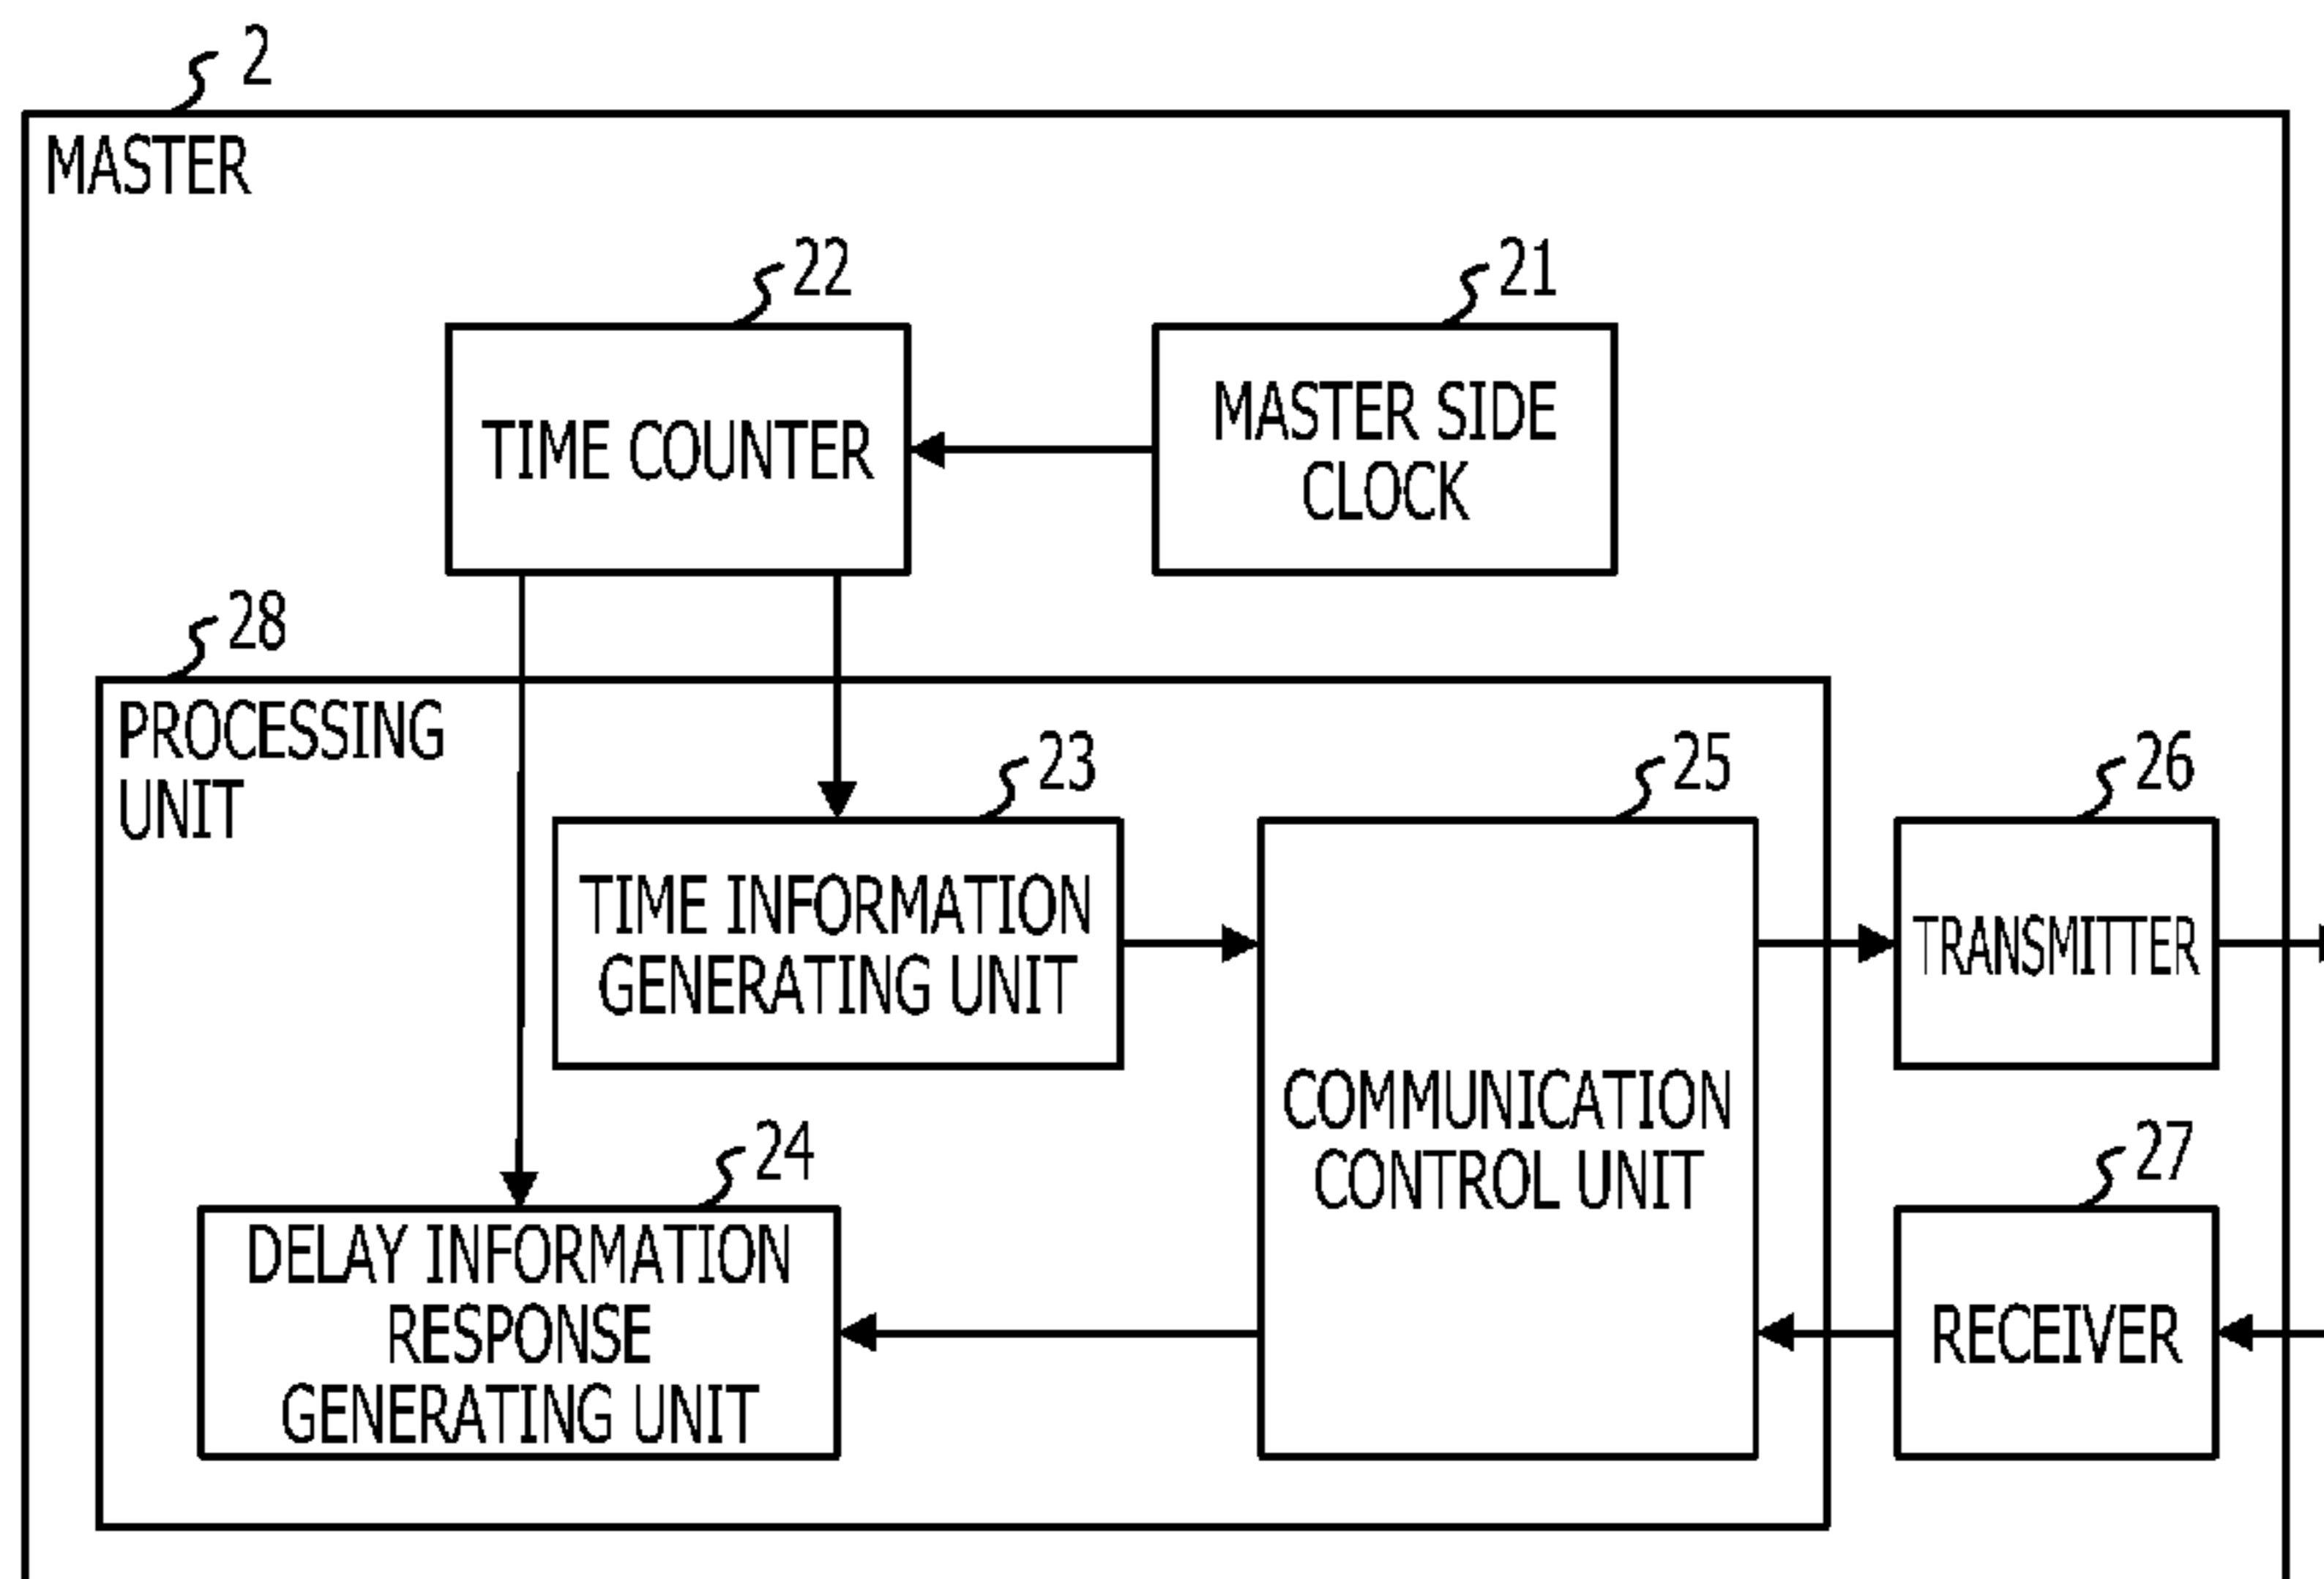 2
MASTER
22
21
TIME COUNTER
MASTER SIDE
CLOCK
28
PROCESSING
UNIT
23
25
26
TIME INFORMATION
GENERATING UNIT
TRANSMITTER
COMMUNICATION
CONTROL UNIT
24
27
DELAY INFORMATION
RESPONSE
GENERATING UNIT
RECEIVER